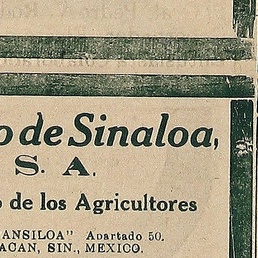 o de Sinaloa,
S. A.
o de los Agricultores
ANSILOA" Apartado 50.
ACAN, SIN., MEXICO.